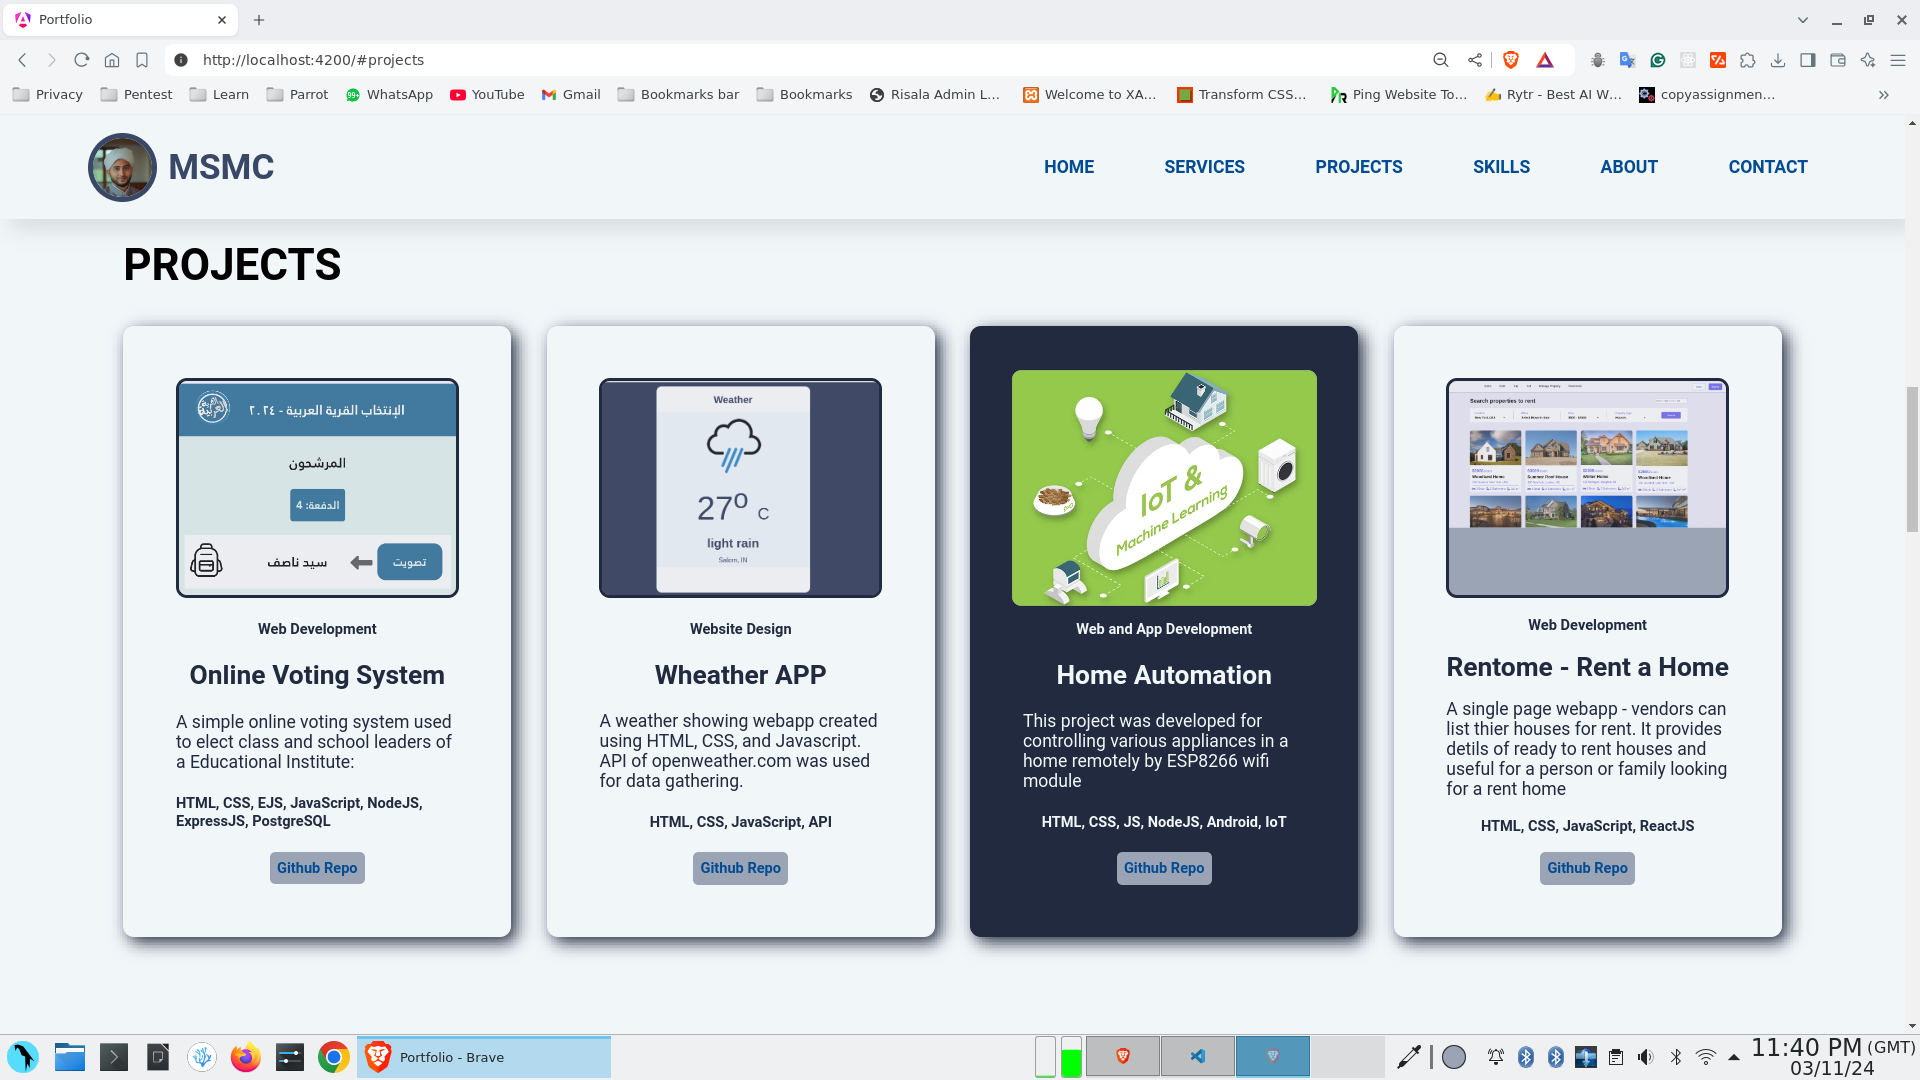 Portfolio
http://localhost:4200/#projects
Privacy Pentest Learn Parrot WhatsApp YouTube Gmail Bookmarks bar Bookmarks Risala Admin L... Welcome to XA... Transform CSS... Ping Website To... Rytr - Best AI W... copyassignmen...
MSMC
HOME SERVICES PROJECTS SKILLS ABOUT CONTACT
PROJECTS
الإنتخاب القرية العربية - ٢٠٢٤
المرشحون
الدفعة: 4
سيد ناصف
تصويت
Web Development
Online Voting System
A simple online voting system used
to elect class and school leaders of
a Educational Institute:
HTML, CSS, EJS, JavaScript, NodeJS,
ExpressJS, PostgreSQL
Github Repo
Weather
27º C
light rain
Salem, IN
Website Design
Wheather APP
A weather showing webapp created
using HTML, CSS, and Javascript.
API of openweather.com was used
for data gathering.
HTML, CSS, JavaScript, API
Github Repo
IoT &
Machine Learning
Web and App Development
Home Automation
This project was developed for
controlling various appliances in a
home remotely by ESP8266 wifi
module
HTML, CSS, JS, NodeJS, Android, IoT
Github Repo
Search properties to rent
Woodland Home
Summer Rent House
Winter Home
Woodland Home
Web Development
Rentome - Rent a Home
A single page webapp - vendors can
list thier houses for rent. It provides
detils of ready to rent houses and
useful for a person or family looking
for a rent home
HTML, CSS, JavaScript, ReactJS
Github Repo
Portfolio - Brave
11:40 PM (GMT)
03/11/24